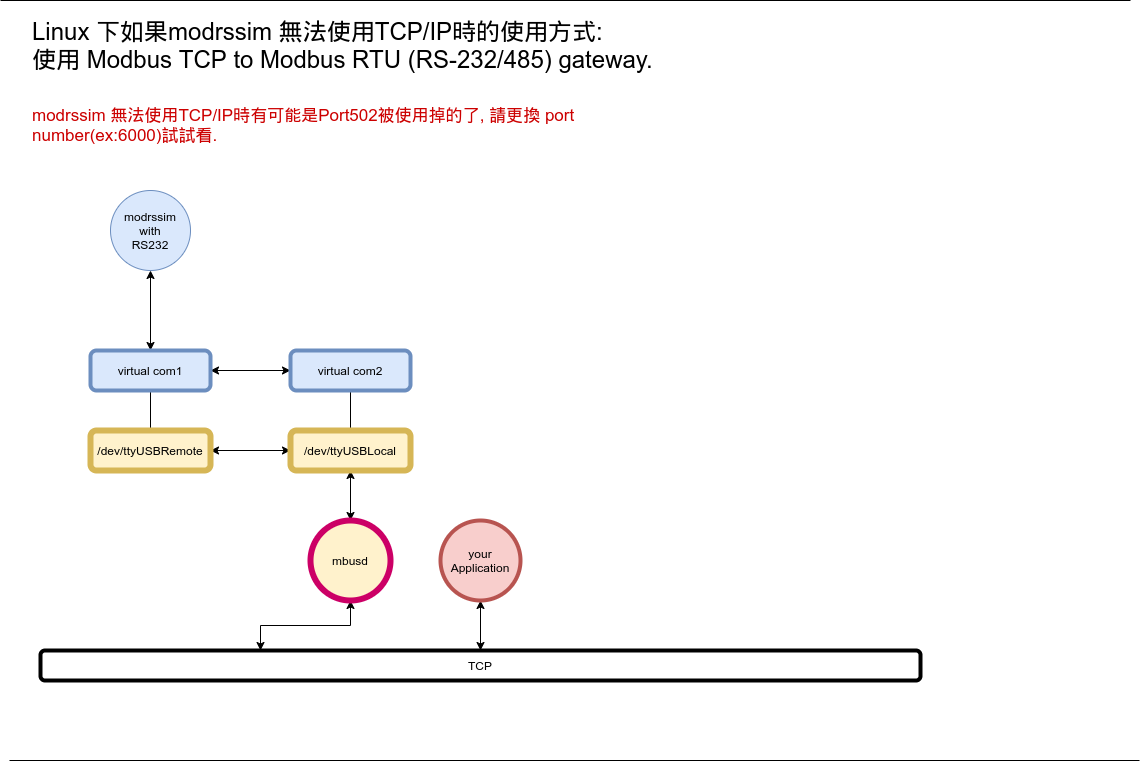 Linux 下如果modrssim 無法使用TCP/IP時的使用方式:
使用 Modbus TCP to Modbus RTU (RS-232/485) gateway.
modrssim 無法使用TCP/IP時有可能是Port502被使用掉的了, 請更換 port
number(ex:6000)試試看.
modrssim
with
RS232
virtual com1
virtual com2
/dev/ttyUSBRemote
/dev/ttyUSBLocal
mbusd
your
Application
TCP